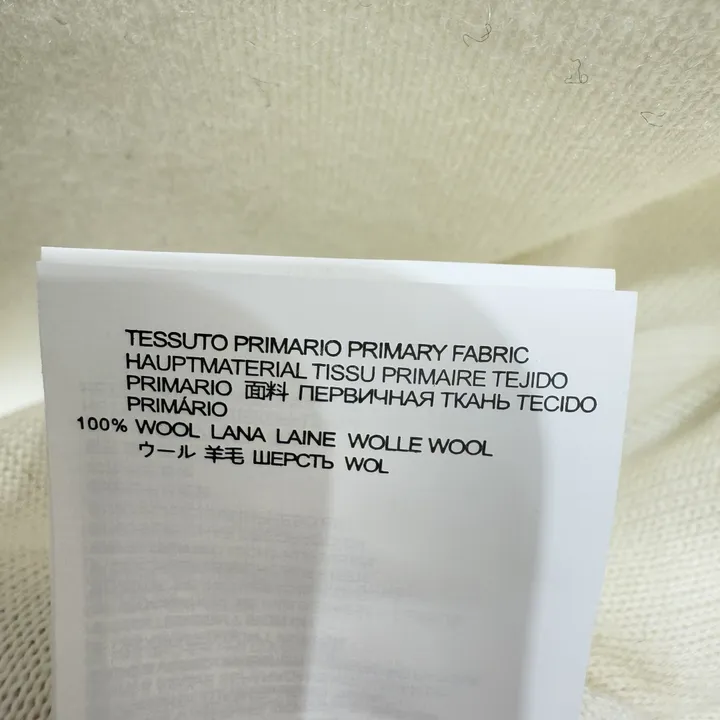 TESSUTO PRIMARIO PRIMARY FABRIC
HAUPTMATERIAL TISSU PRIMAIRE TEJIDO
PRIMARIO 面料 ПЕРВИЧНАЯ ТКАНЬ TECIDO
PRIMÁRIO
100% WOOL LANA LAINE WOLLE WOOL
ウール 羊毛 ШЕРСТЬ WOL